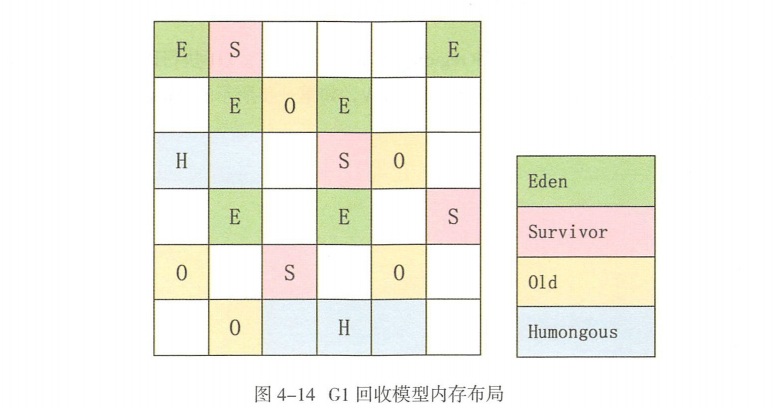 E S E
E O E
H S O
E E S
O S O
O H
Eden
Survivor
Old
Humongous
图 4-14 G1 回收模型内存布局